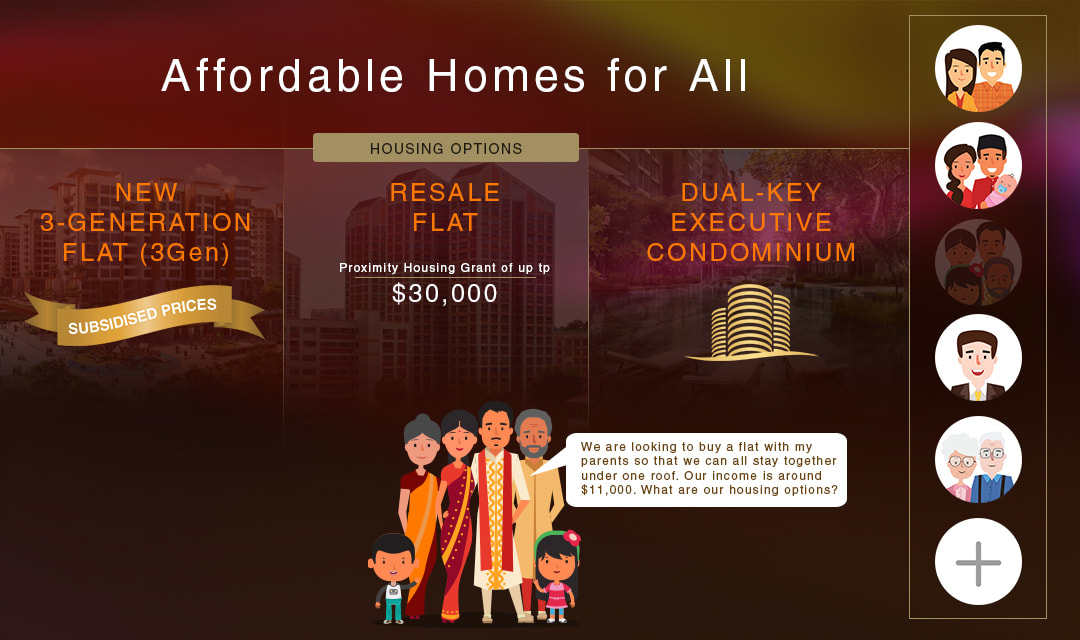 Affordable Homes for All
HOUSING OPTIONS
NEW
3-GENERATION
FLAT (3Gen)
SUBSIDISED PRICES
RESALE
FLAT
Proximity Housing Grant of up tp
$30,000
DUAL-KEY
EXECUTIVE
CONDOMINIUM
We are looking to buy a flat with my
parents so that we can all stay together
under one roof. Our income is around
$11,000. What are our housing options?